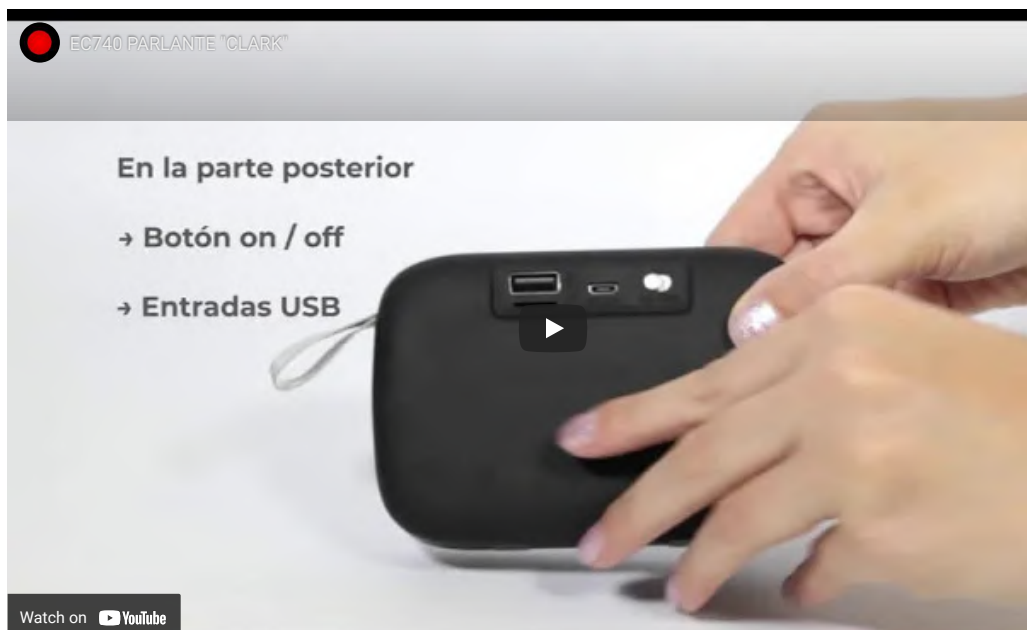 EC740 PARLANTE "CLARK"
En la parte posterior
→ Botón on / off
→ Entradas USB
Watch on YouTube